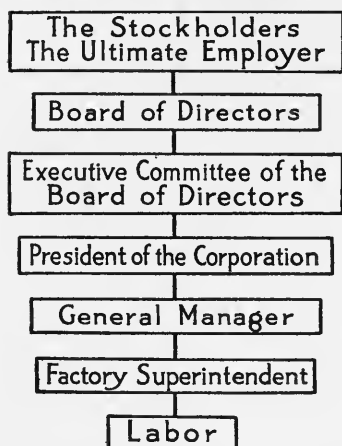 The Stockholders
The Ultimate Employer
Board of Directors
Executive Committee of the
Board of Directors
President of the Corporation
General Manager
Factory Superintendent
Labor